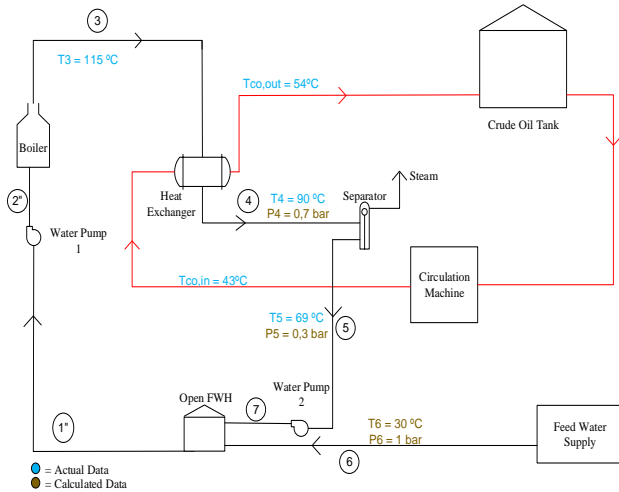 3
T3 = 115 ºC
Tco,out = 54ºC
Crude Oil Tank
Boiler
Heat
Exchanger
4
T4 = 90 ºC
P4 = 0,7 bar
Separator
Steam
2"
Water Pump
1
Tco,in = 43ºC
Circulation
Machine
T5 = 69 ºC
P5 = 0,3 bar
5
Open FWH
7
Water Pump
2
1"
T6 = 30 ºC
P6 = 1 bar
6
Feed Water
Supply
= Actual Data
= Calculated Data